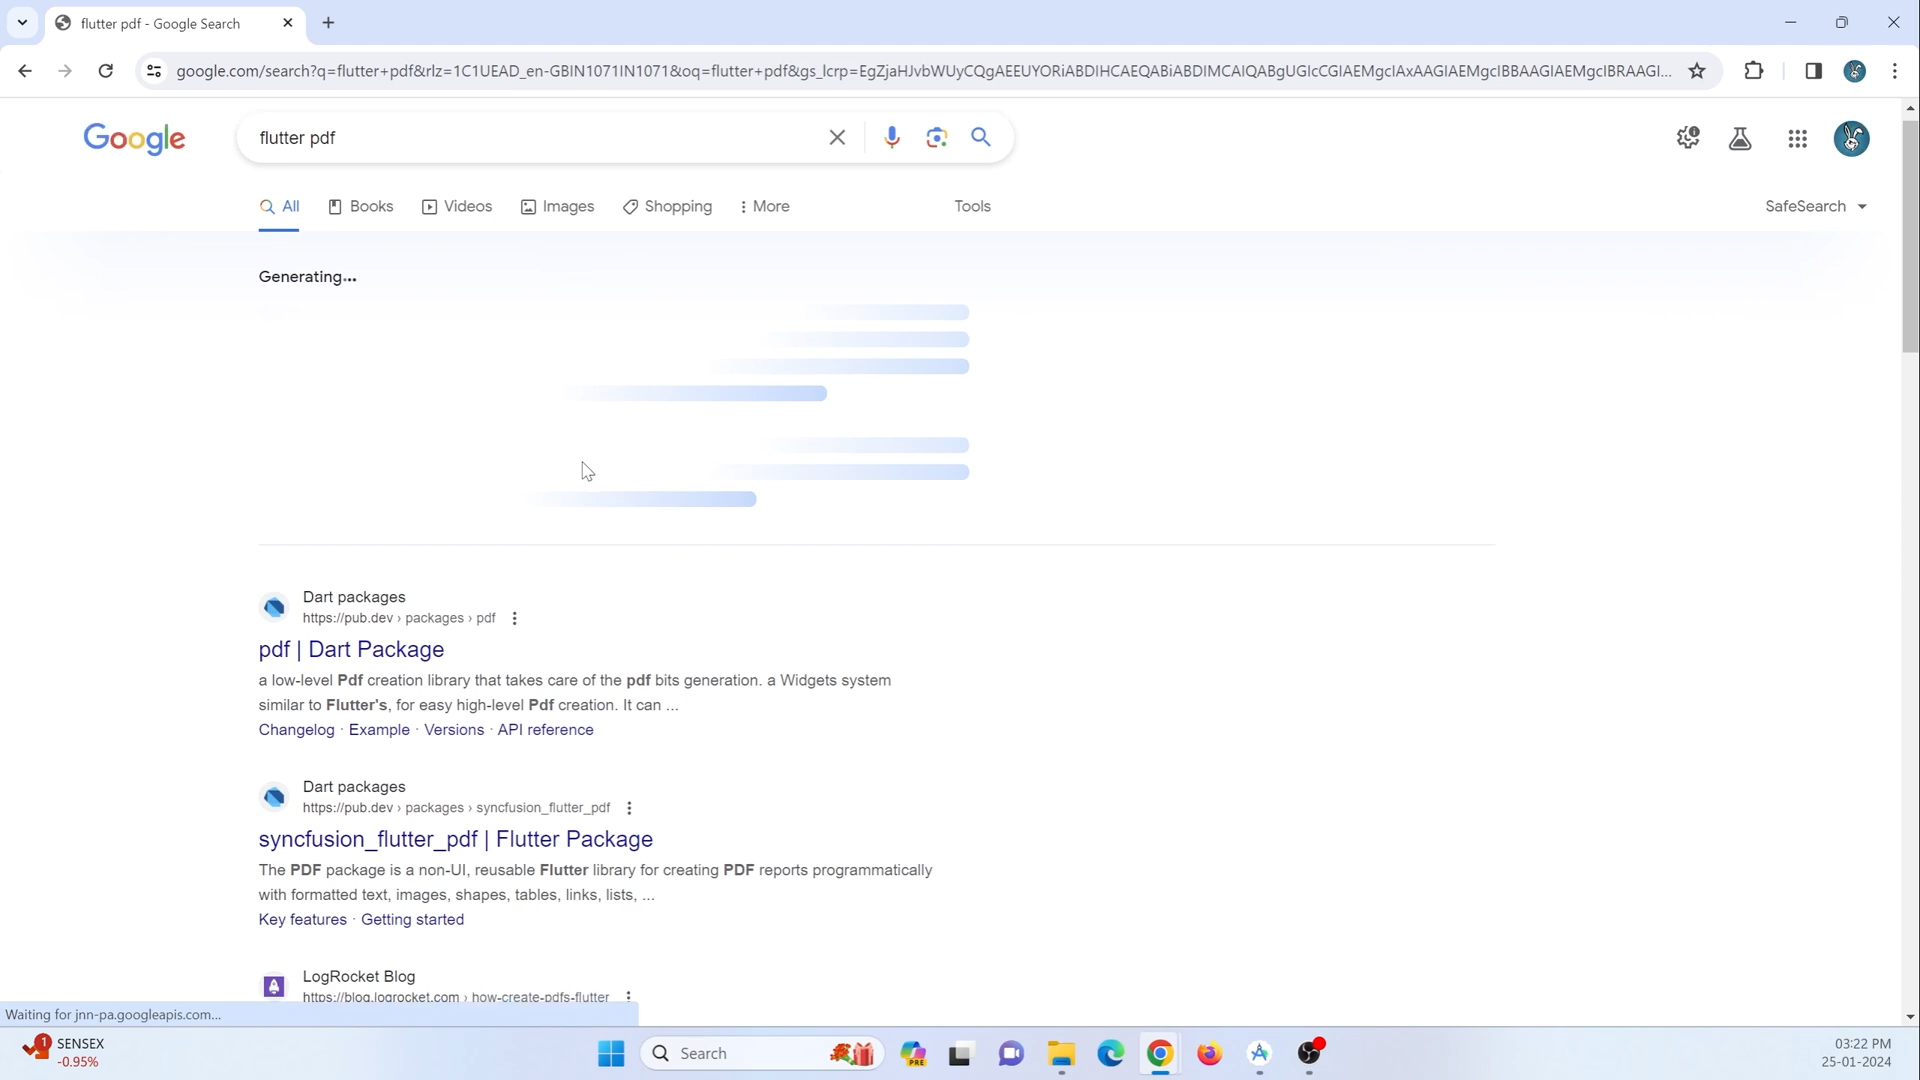 flutter pdf - Google Search
google.com/search?q=flutter+pdf&rlz=1C1UEAD_en-GBIN1071IN1071&oq=flutter+pdf&gs_lcrp=EgZjaHJvbWUyCQgAEEUYORiABDIHCAEQABiABDIMCAIQABgUGIcCGIAEMgcIAxAAGIAEMgcIBBAAGIAEMgcIBRAAGI...
Google
flutter pdf
All
Books
Videos
Images
Shopping
More
Tools
SafeSearch
Generating...
Dart packages
https://pub.dev › packages › pdf
pdf | Dart Package
a low-level Pdf creation library that takes care of the pdf bits generation. a Widgets system
similar to Flutter's, for easy high-level Pdf creation. It can ...
Changelog · Example · Versions · API reference
Dart packages
https://pub.dev › packages › syncfusion_flutter_pdf
syncfusion_flutter_pdf | Flutter Package
The PDF package is a non-UI, reusable Flutter library for creating PDF reports programmatically
with formatted text, images, shapes, tables, links, lists, ...
Key features · Getting started
LogRocket Blog
https://blog.logrocket.com › how-create-pdfs-flutter
Waiting for jnn-pa.googleapis.com...
1
SENSEX
-0.95%
Search
PRE
03:22 PM
25-01-2024